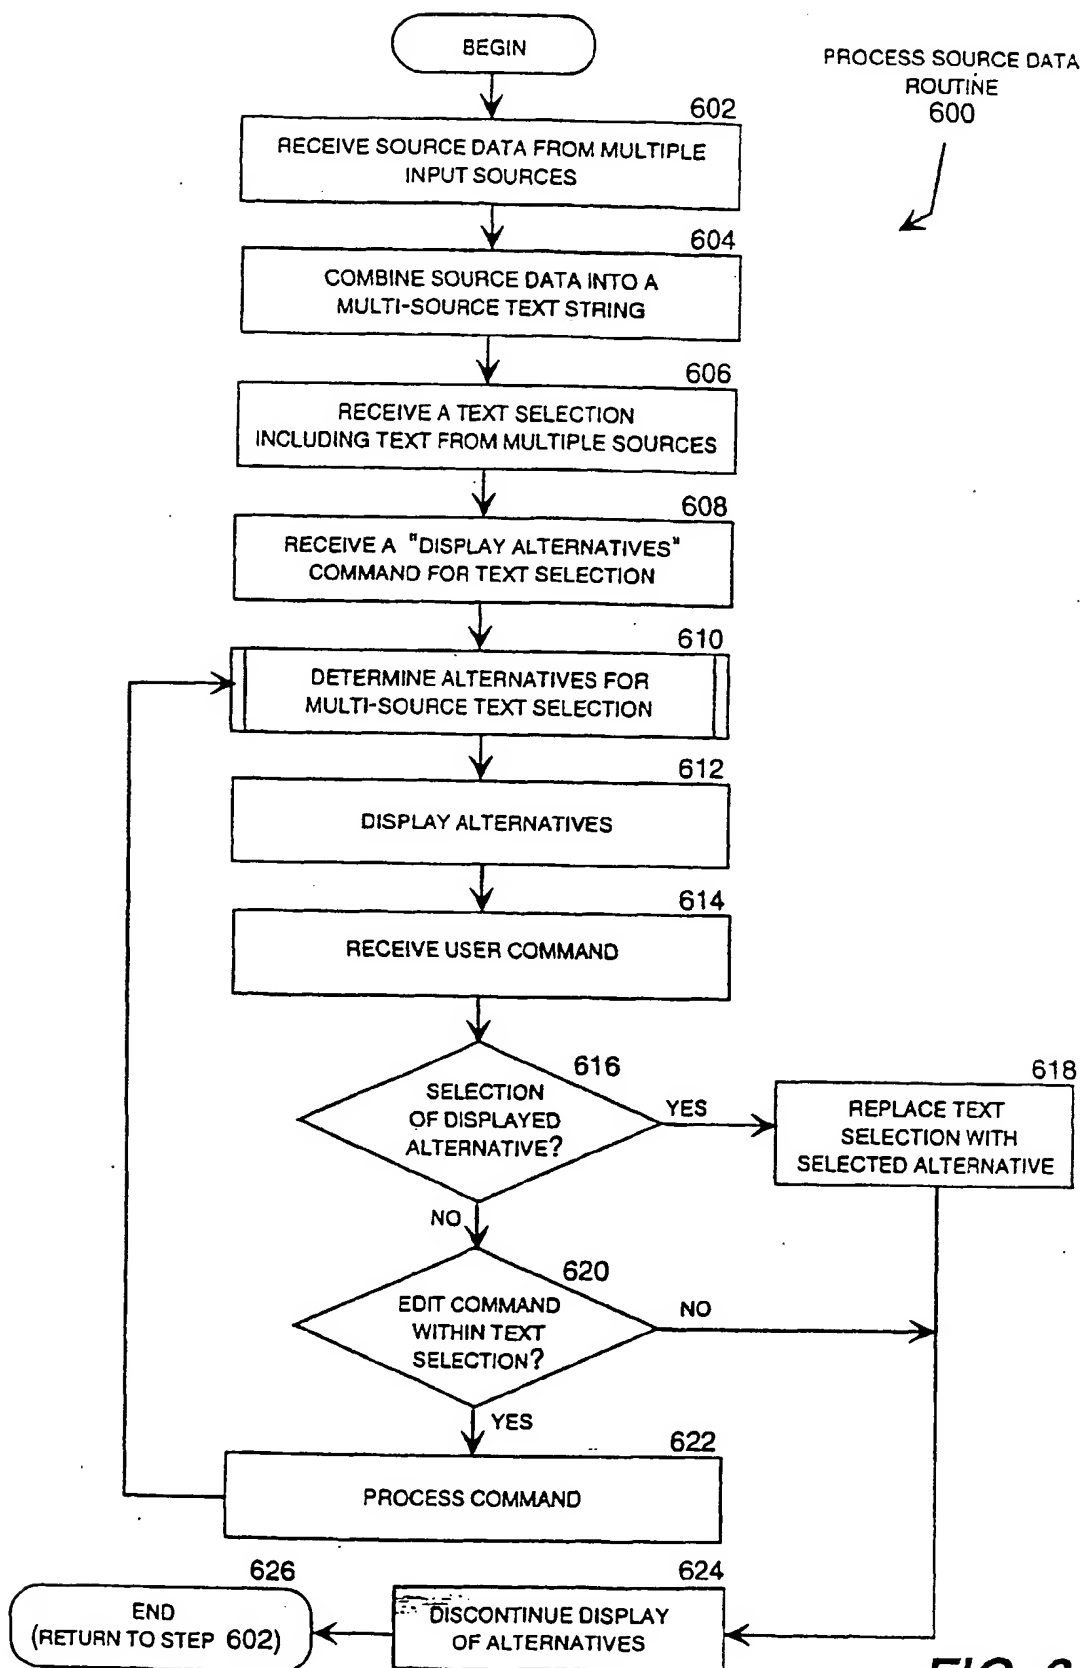 BEGIN
PROCESS SOURCE DATA
ROUTINE
600
602
RECEIVE SOURCE DATA FROM MULTIPLE
INPUT SOURCES
604
COMBINE SOURCE DATA INTO A
MULTI-SOURCE TEXT STRING
606
RECEIVE A TEXT SELECTION
INCLUDING TEXT FROM MULTIPLE SOURCES
608
RECEIVE A "DISPLAY ALTERNATIVES"
COMMAND FOR TEXT SELECTION
610
DETERMINE ALTERNATIVES FOR
MULTI-SOURCE TEXT SELECTION
612
DISPLAY ALTERNATIVES
614
RECEIVE USER COMMAND
616
SELECTION
OF DISPLAYED
ALTERNATIVE?
YES
618
REPLACE TEXT
SELECTION WITH
SELECTED ALTERNATIVE
NO
620
EDIT COMMAND
WITHIN TEXT
SELECTION?
NO
YES
622
PROCESS COMMAND
624
DISCONTINUE DISPLAY
OF ALTERNATIVES
626
END
(RETURN TO STEP 602)